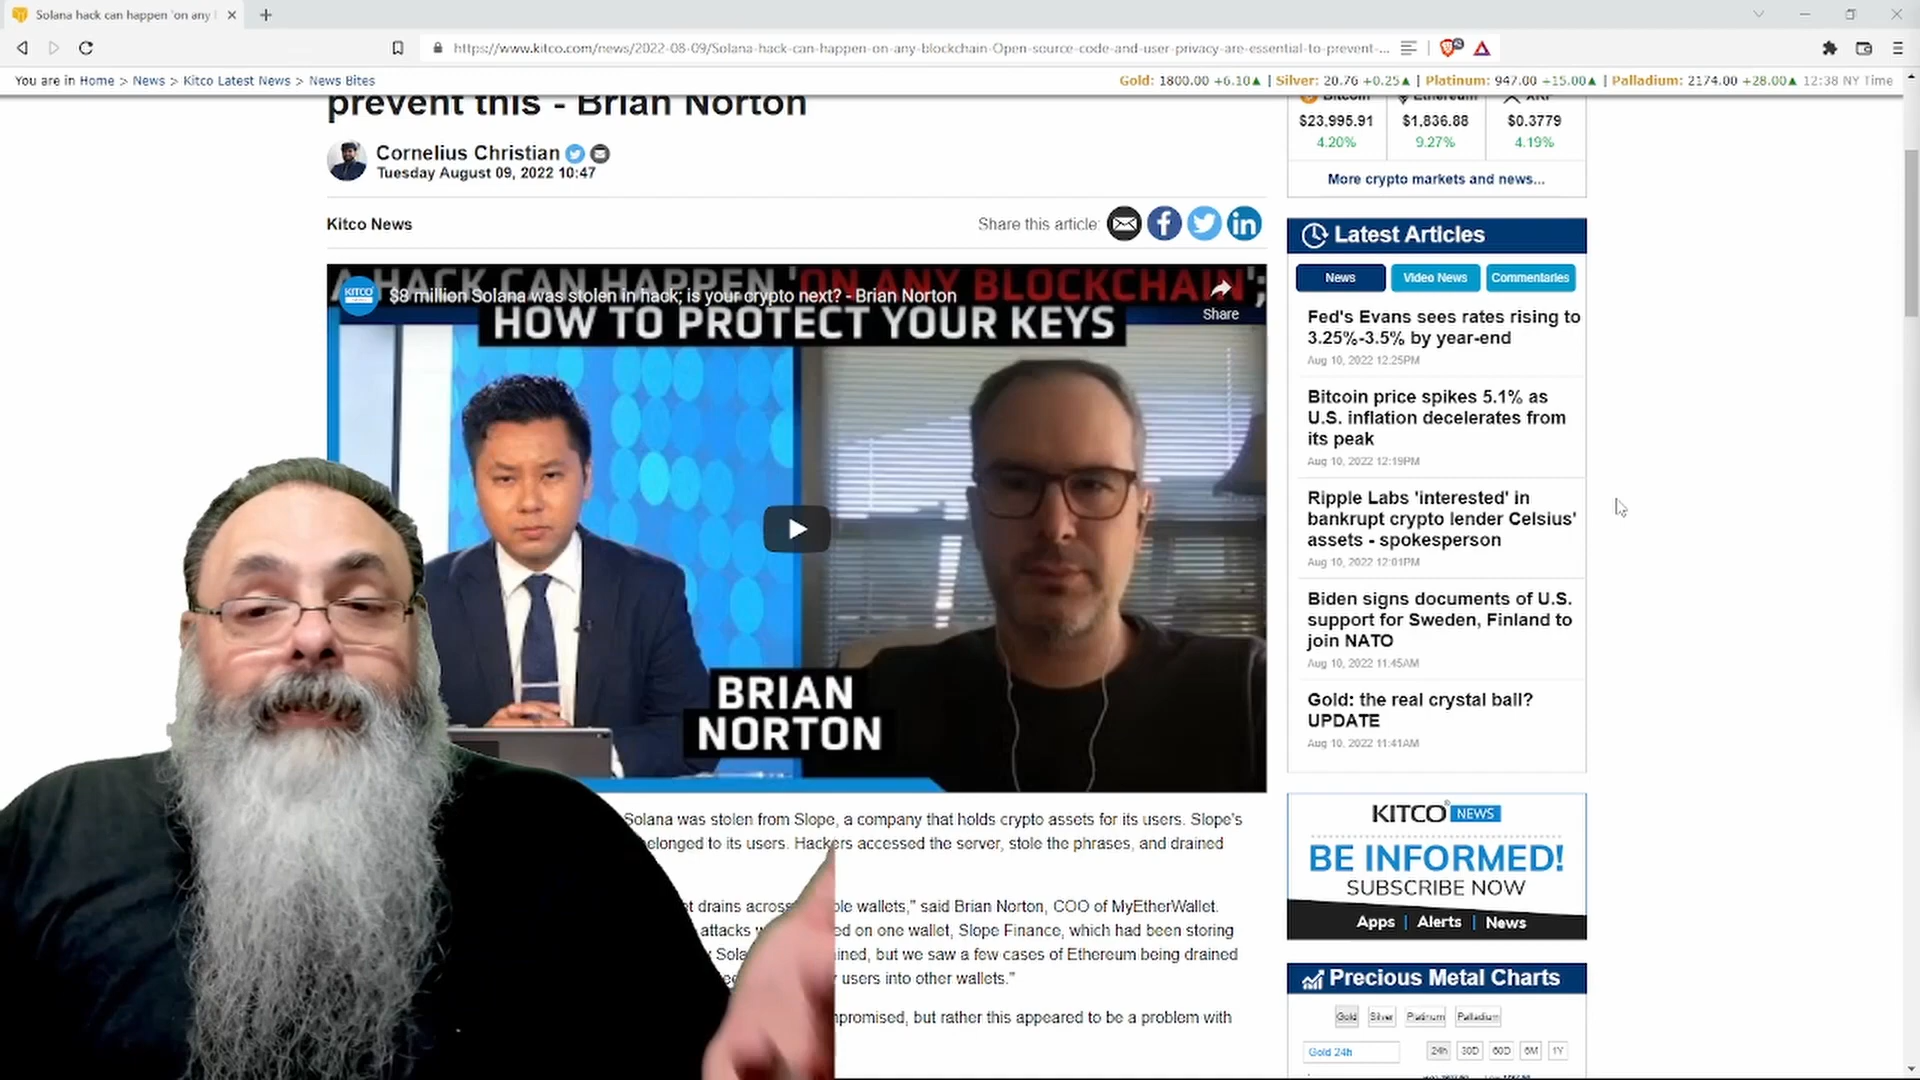 Solana hack can happen 'on any
https://www.kitco.com/news/2022-08-09/Solana-hack-can-happen-on-any-blockchain-Open-source-code-and-user-privacy-are-essential-to-prevent-...
You are in Home > News > Kitco Latest News > News Bites
Gold: 1800.00 +6.10▲ | Silver: 20.76 +0.25▲ | Platinum: 947.00 +15.00▲ | Palladium: 2174.00 +28.00▲ 12:38 NY Time
prevent this - Brian Norton
Cornelius Christian
Tuesday August 09, 2022 10:47
Kitco News
Share this article:
A HACK CAN HAPPEN 'ON ANY BLOCKCHAIN';
KITCO
$8 million Solana was stolen in hack; is your crypto next? - Brian Norton
Share
HOW TO PROTECT YOUR KEYS
BRIAN
NORTON
Solana was stolen from Slope, a company that holds crypto assets for its users. Slope's
belonged to its users. Hackers accessed the server, stole the phrases, and drained
drains across wallets," said Brian Norton, COO of MyEtherWallet.
attacks on one wallet, Slope Finance, which had been storing
but we saw a few cases of Ethereum being drained
users into other wallets."
but rather this appeared to be a problem with
Bitcoin Ethereum XRP
$23,995.91 $1,836.88 $0.3779
4.20% 9.27% 4.19%
More crypto markets and news...
Latest Articles
News Video News Commentaries
Fed's Evans sees rates rising to
3.25%-3.5% by year-end
Aug 10, 2022 12:25PM
Bitcoin price spikes 5.1% as
U.S. inflation decelerates from
its peak
Aug 10, 2022 12:19PM
Ripple Labs 'interested' in
bankrupt crypto lender Celsius'
assets - spokesperson
Aug 10, 2022 12:01PM
Biden signs documents of U.S.
support for Sweden, Finland to
join NATO
Aug 10, 2022 11:45AM
Gold: the real crystal ball?
UPDATE
Aug 10, 2022 11:41AM
KITCO NEWS
BE INFORMED!
SUBSCRIBE NOW
Apps | Alerts | News
Precious Metal Charts
Gold Silver Platinum Palladium
Gold 24h
24h 30D 60D 6M 1Y